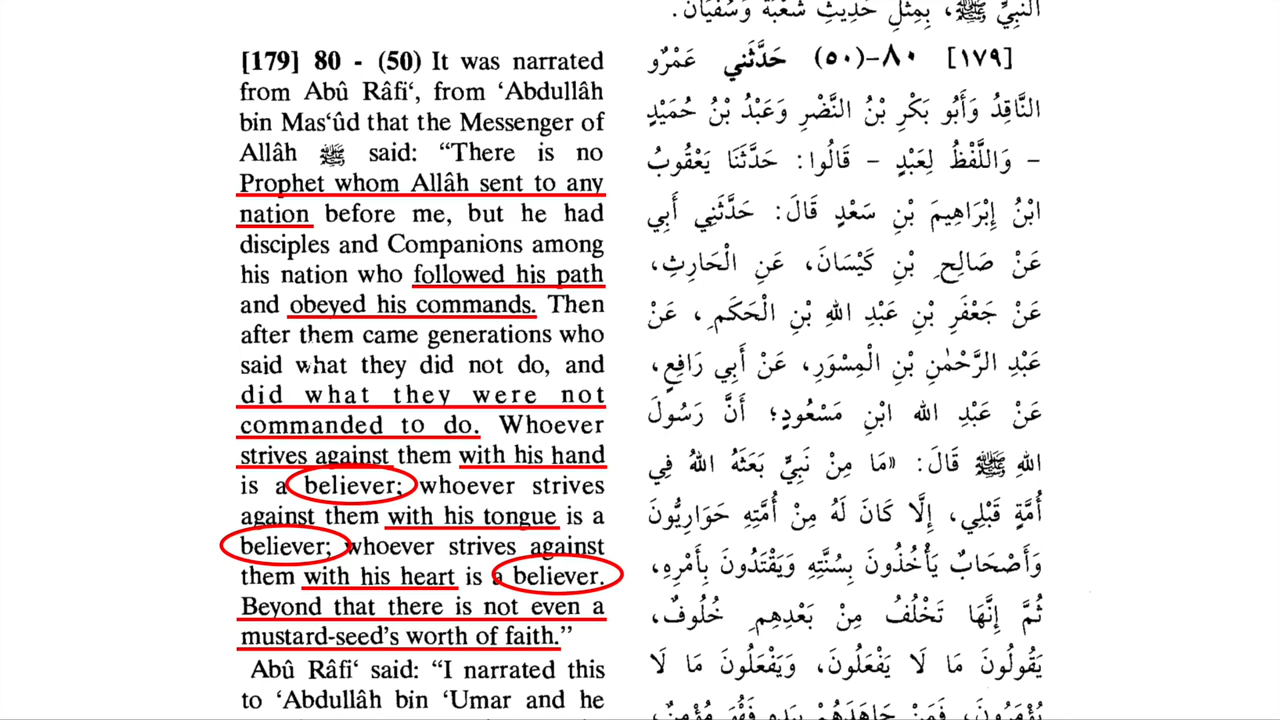 [179] 80 - (50) It was narrated
from Abû Râfi‘, from ‘Abdullâh
bin Mas‘ûd that the Messenger of
Allâh ﷺ said: “There is no
Prophet whom Allâh sent to any
nation before me, but he had
disciples and Companions among
his nation who followed his path
and obeyed his commands. Then
after them came generations who
said what they did not do, and
did what they were not
commanded to do. Whoever
strives against them with his hand
is a believer; whoever strives
against them with his tongue is a
believer; whoever strives against
them with his heart is a believer.
Beyond that there is not even a
mustard-seed’s worth of faith.”
Abû Râfi‘ said: “I narrated this
to ‘Abdullâh bin ‘Umar and he
النَّبِيِّ ﷺ، بِمِثْلِ حَدِيثِ شُعْبَةَ وَسُفْيَانَ.
[١٧٩] ٨٠-(٥٠) حَدَّثَنِي عَمْرٌو
النَّاقِدُ وَأَبُو بَكْرِ بْنُ النَّضْرِ وَعَبْدُ بْنُ حُمَيْدٍ
- وَاللَّفْظُ لِعَبْدٍ - قَالُوا: حَدَّثَنَا يَعْقُوبُ
ابْنُ إِبْرَاهِيمَ بْنِ سَعْدٍ قَالَ: حَدَّثَنِي أَبِي
عَنْ صَالِحِ بْنِ كَيْسَانَ، عَنِ الْحَارِثِ،
عَنْ جَعْفَرِ بْنِ عَبْدِ اللهِ بْنِ الْحَكَمِ، عَنْ
عَبْدِ الرَّحْمٰنِ بْنِ الْمِسْوَرِ، عَنْ أَبِي رَافِعٍ،
عَنْ عَبْدِ الله ابْنِ مَسْعُودٍ؛ أَنَّ رَسُولَ
اللهِ ﷺ قَالَ: «مَا مِنْ نَبِيٍّ بَعَثَهُ اللهُ فِي
أُمَّةٍ قَبْلِي، إِلَّا كَانَ لَهُ مِنْ أُمَّتِهِ حَوَارِيُّونَ
وَأَصْحَابٌ يَأْخُذُونَ بِسُنَّتِهِ وَيَقْتَدُونَ بِأَمْرِهِ،
ثُمَّ إِنَّهَا تَخْلُفُ مِنْ بَعْدِهِمِ خُلُوفٌ،
يَقُولُونَ مَا لَا يَفْعَلُونَ، وَيَفْعَلُونَ مَا لَا
يُؤْمَرُونَ، فَمَنْ جَاهَدَهُمْ بِيَدِهِ فَهُوَ مُؤْمِنٌ،